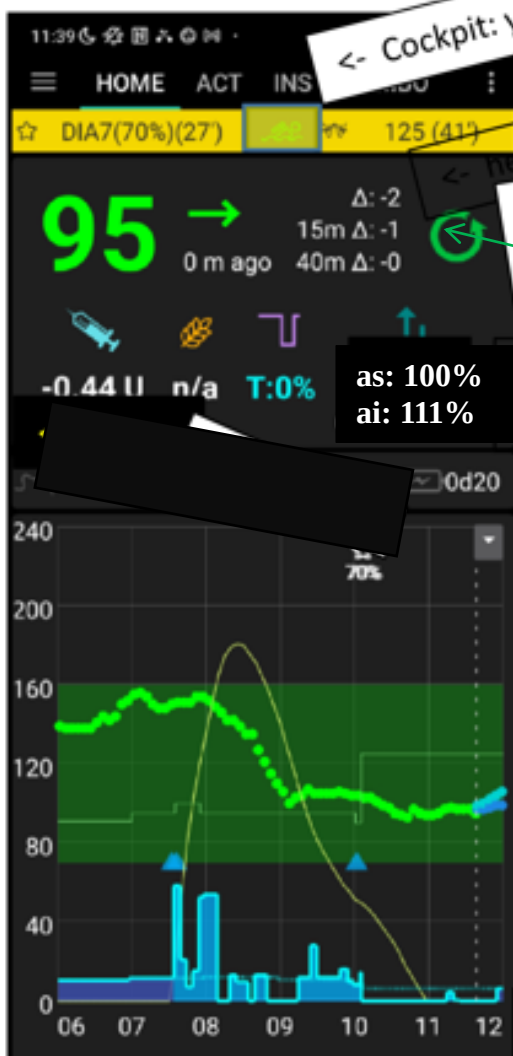 11:39
<- Cockpit:
HOME ACT INS
DIA7(70%)(27') 125 (41')
<-
95
Δ: -2
15m Δ: -1
0 m ago 40m Δ: -0
-0.44 U n/a T:0%
as: 100%
ai: 111%
0d20
240
70%
200
160
120
80
40
0
06 07 08 09 10 11 12